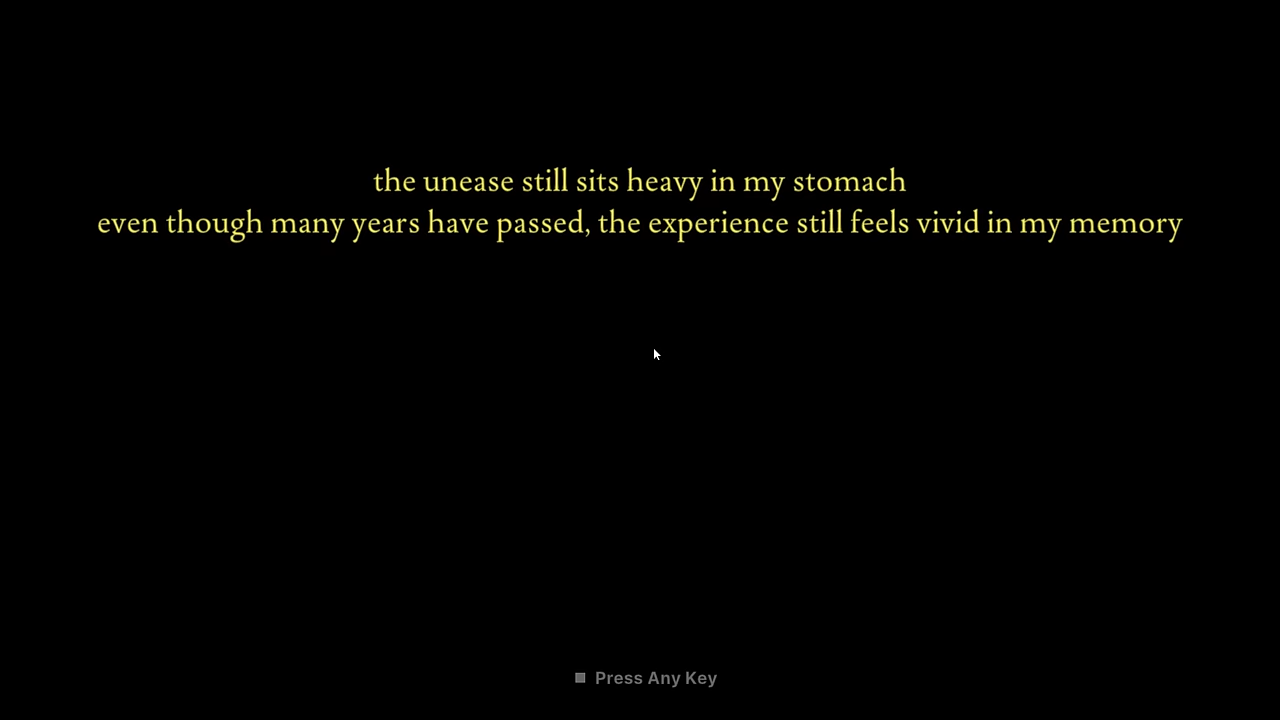 the unease still sits heavy in my stomach
even though many years have passed, the experience still feels vivid in my memory
Press Any Key